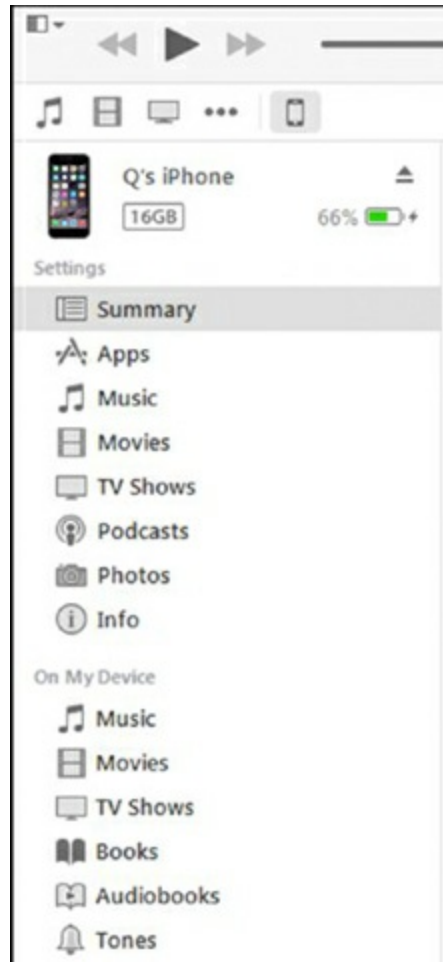 Q's iPhone
16GB 66%
Settings
Summary
Apps
Music
Movies
TV Shows
Podcasts
Photos
Info
On My Device
Music
Movies
TV Shows
Books
Audiobooks
Tones